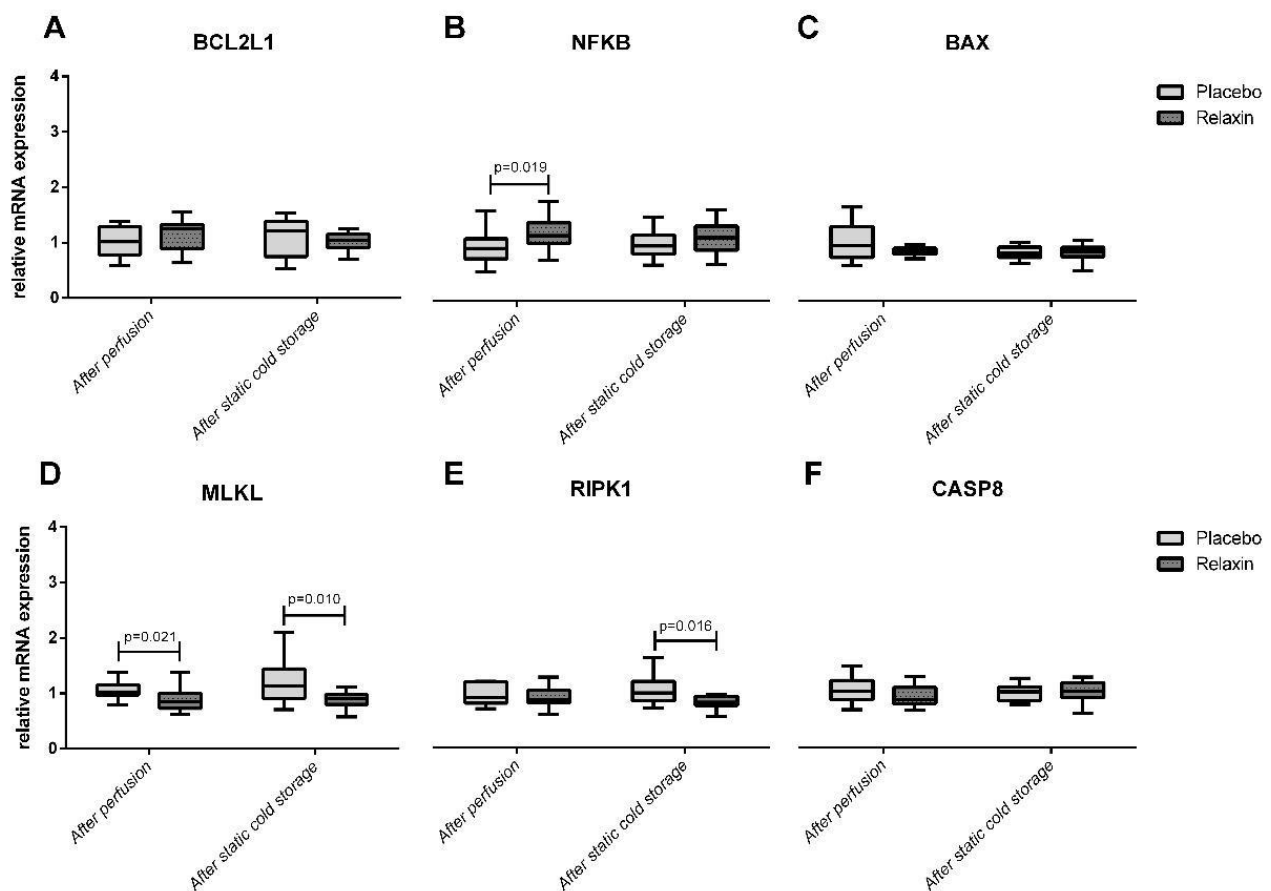 A
BCL2L1
B
NFKB
C
BAX
relative mRNA expression
4
3
2
1
0
p=0.019
Placebo
Relaxin
After perfusion
After static cold storage
After perfusion
After static cold storage
After perfusion
After static cold storage
D
MLKL
E
RIPK1
F
CASP8
relative mRNA expression
4
3
2
1
0
p=0.021
p=0.010
p=0.016
Placebo
Relaxin
After perfusion
After static cold storage
After perfusion
After static cold storage
After perfusion
After static cold storage